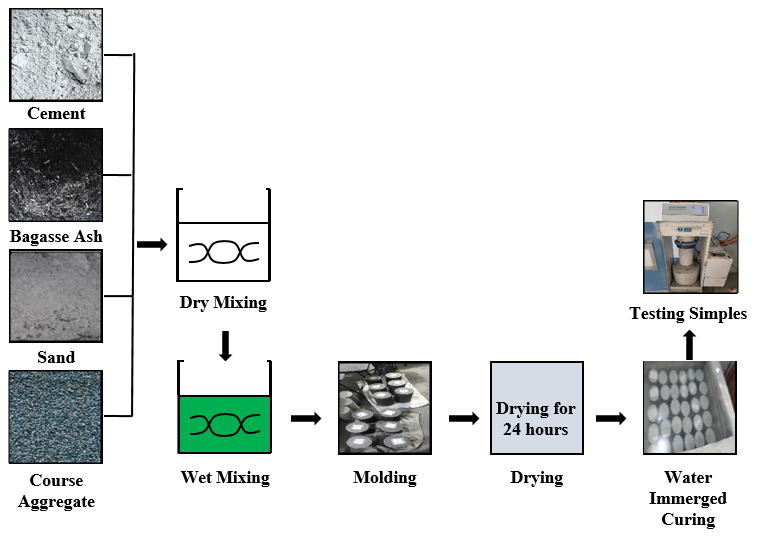 Cement
Bagasse Ash
Sand
Course
Aggregate
Dry Mixing
Wet Mixing
Molding
Drying for
24 hours
Drying
Water
Immerged
Curing
Testing Simples